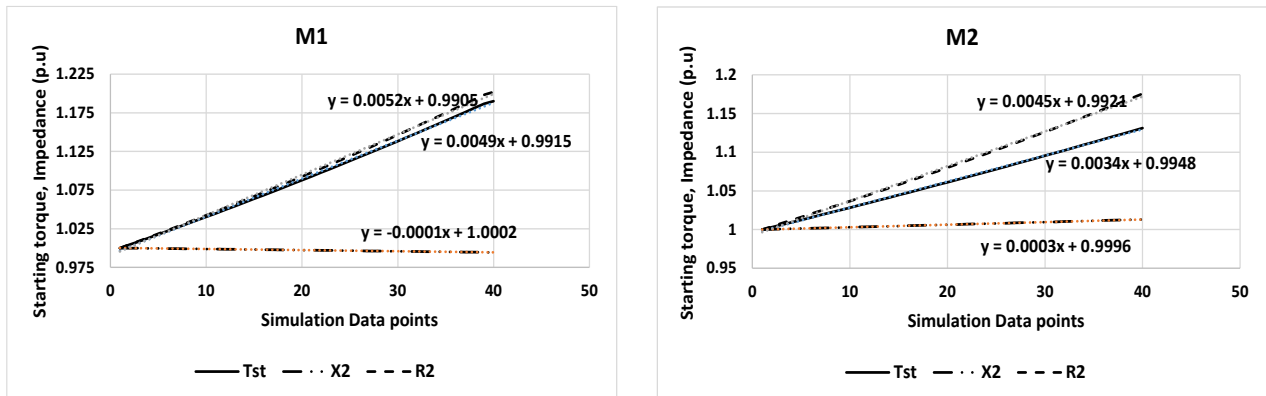 M1
Starting torque, Impedance (p.u)
1.225
1.175
1.125
1.075
1.025
0.975
y = 0.0052x + 0.9905
y = 0.0049x + 0.9915
y = -0.0001x + 1.0002
0 10 20 30 40 50
Simulation Data points
Tst X2 R2
M2
Starting torque, Impedance (p.u)
1.2
1.15
1.1
1.05
1
0.95
y = 0.0045x + 0.9921
y = 0.0034x + 0.9948
y = 0.0003x + 0.9996
0 10 20 30 40 50
Simulation Data points
Tst X2 R2